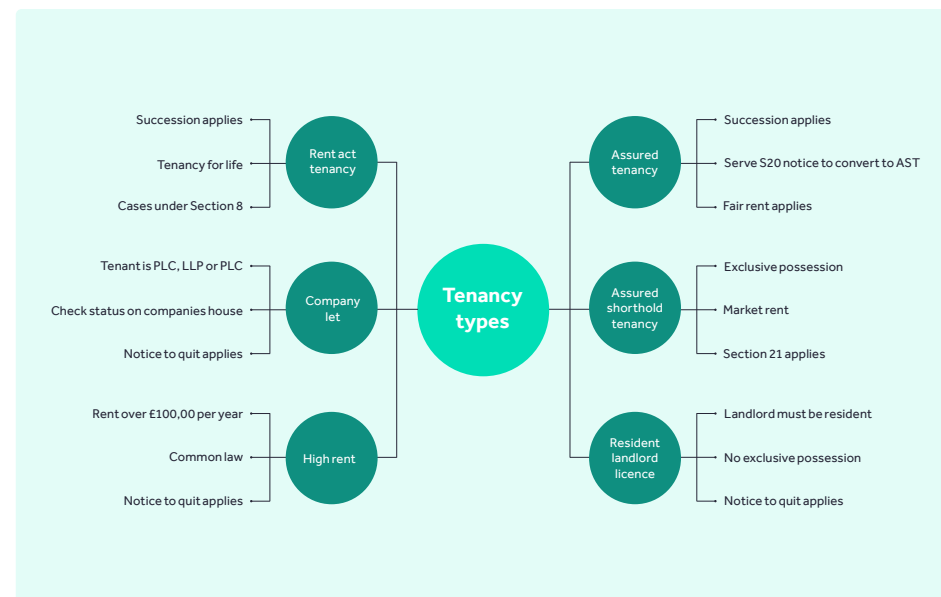 Succession applies
Tenancy for life
Cases under Section 8
Rent act
tenancy
Tenant is PLC, LLP or PLC
Check status on companies house
Notice to quit applies
Company
let
Rent over £100,00 per year
Common law
Notice to quit applies
High rent
Tenancy
types
Assured
tenancy
Succession applies
Serve S20 notice to convert to AST
Fair rent applies
Assured
shorthold
tenancy
Exclusive possession
Market rent
Section 21 applies
Resident
landlord
licence
Landlord must be resident
No exclusive possession
Notice to quit applies